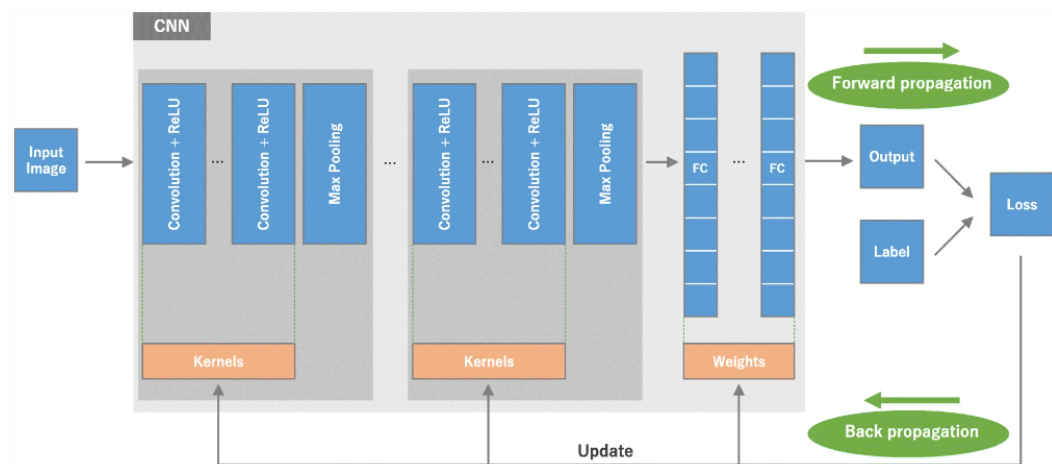 CNN
Input
Image
Convolution + ReLU
...
Convolution + ReLU
Max Pooling
...
Convolution + ReLU
...
Convolution + ReLU
Max Pooling
FC
...
FC
Forward propagation
Output
Label
Loss
Kernels
Kernels
Weights
Back propagation
Update